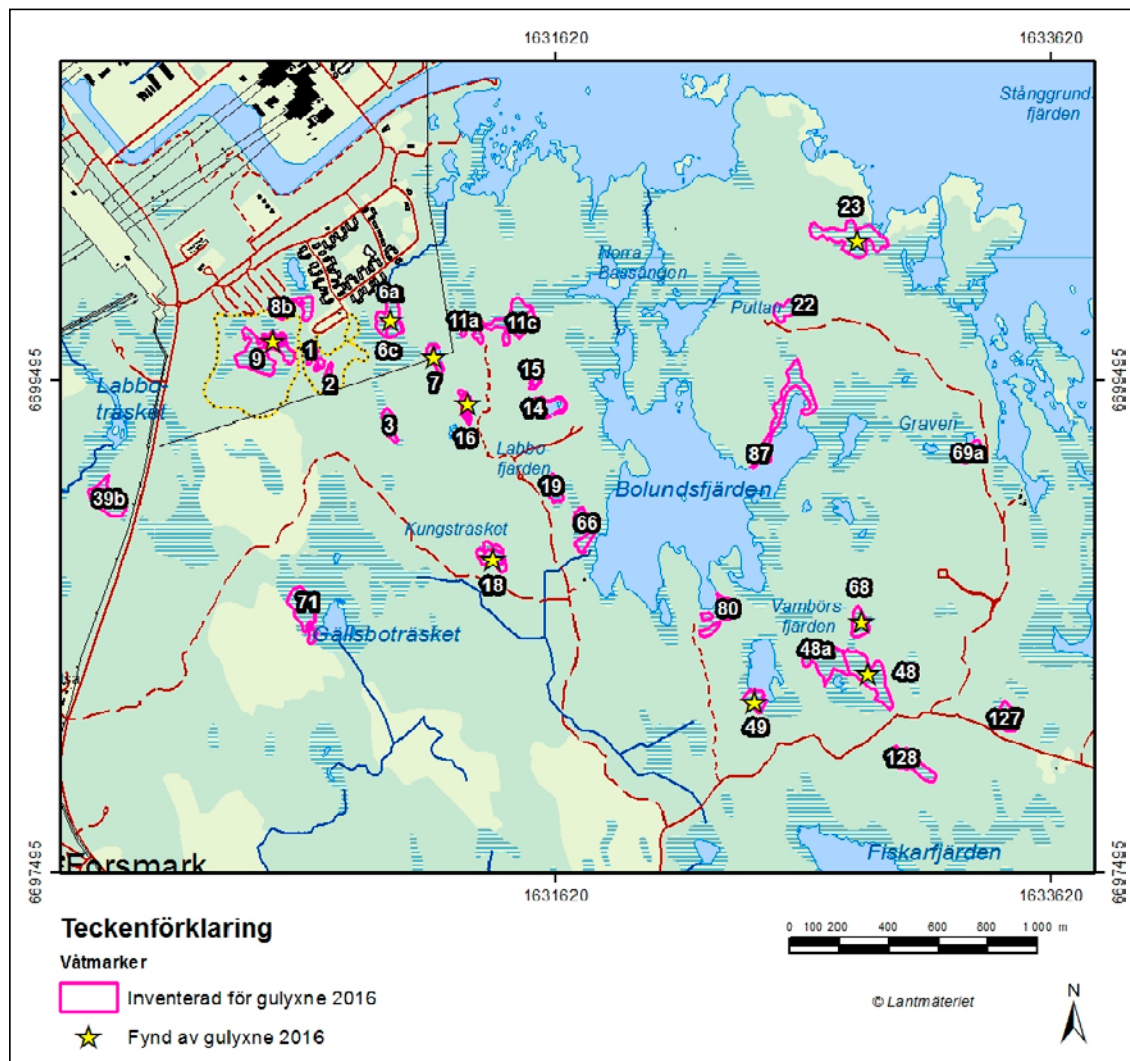 1631620
1633620
Stånggrund
fjärden
23
Norra
Bassängen
6a
8b
Pullan
22
11a
11c
1
9
6c
7
2
15
6699495
6699495
Labbo-
träsket
14
3
16
Graven
Labbo
fjärden
87
69a
39b
19
Bolundsfjärden
66
Kungsträsket
18
71
68
80
Vambörs
fjärden
Gällsboträsket
48a
48
49
127
128
Fiskarfjärden
Forsmark
6697495
6697495
1631620
1633620
Teckenförklaring
Våtmarker
Inventerad för gulyxne 2016
Fynd av gulyxne 2016
0 100 200 400 600 800 1 000 m
© Lantmäteriet
N